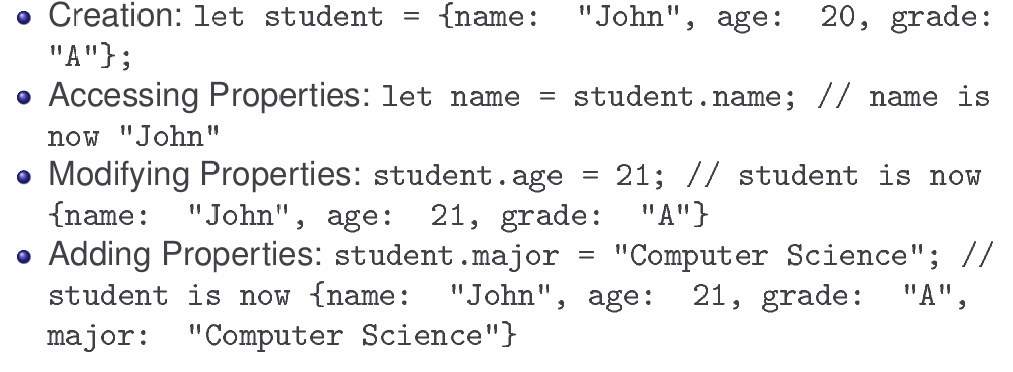 • Creation: let student = {name: "John", age: 20, grade:
"A"};
• Accessing Properties: let name = student.name; // name is
now "John"
• Modifying Properties: student.age = 21; // student is now
{name: "John", age: 21, grade: "A"}
• Adding Properties: student.major = "Computer Science"; //
student is now {name: "John", age: 21, grade: "A",
major: "Computer Science"}